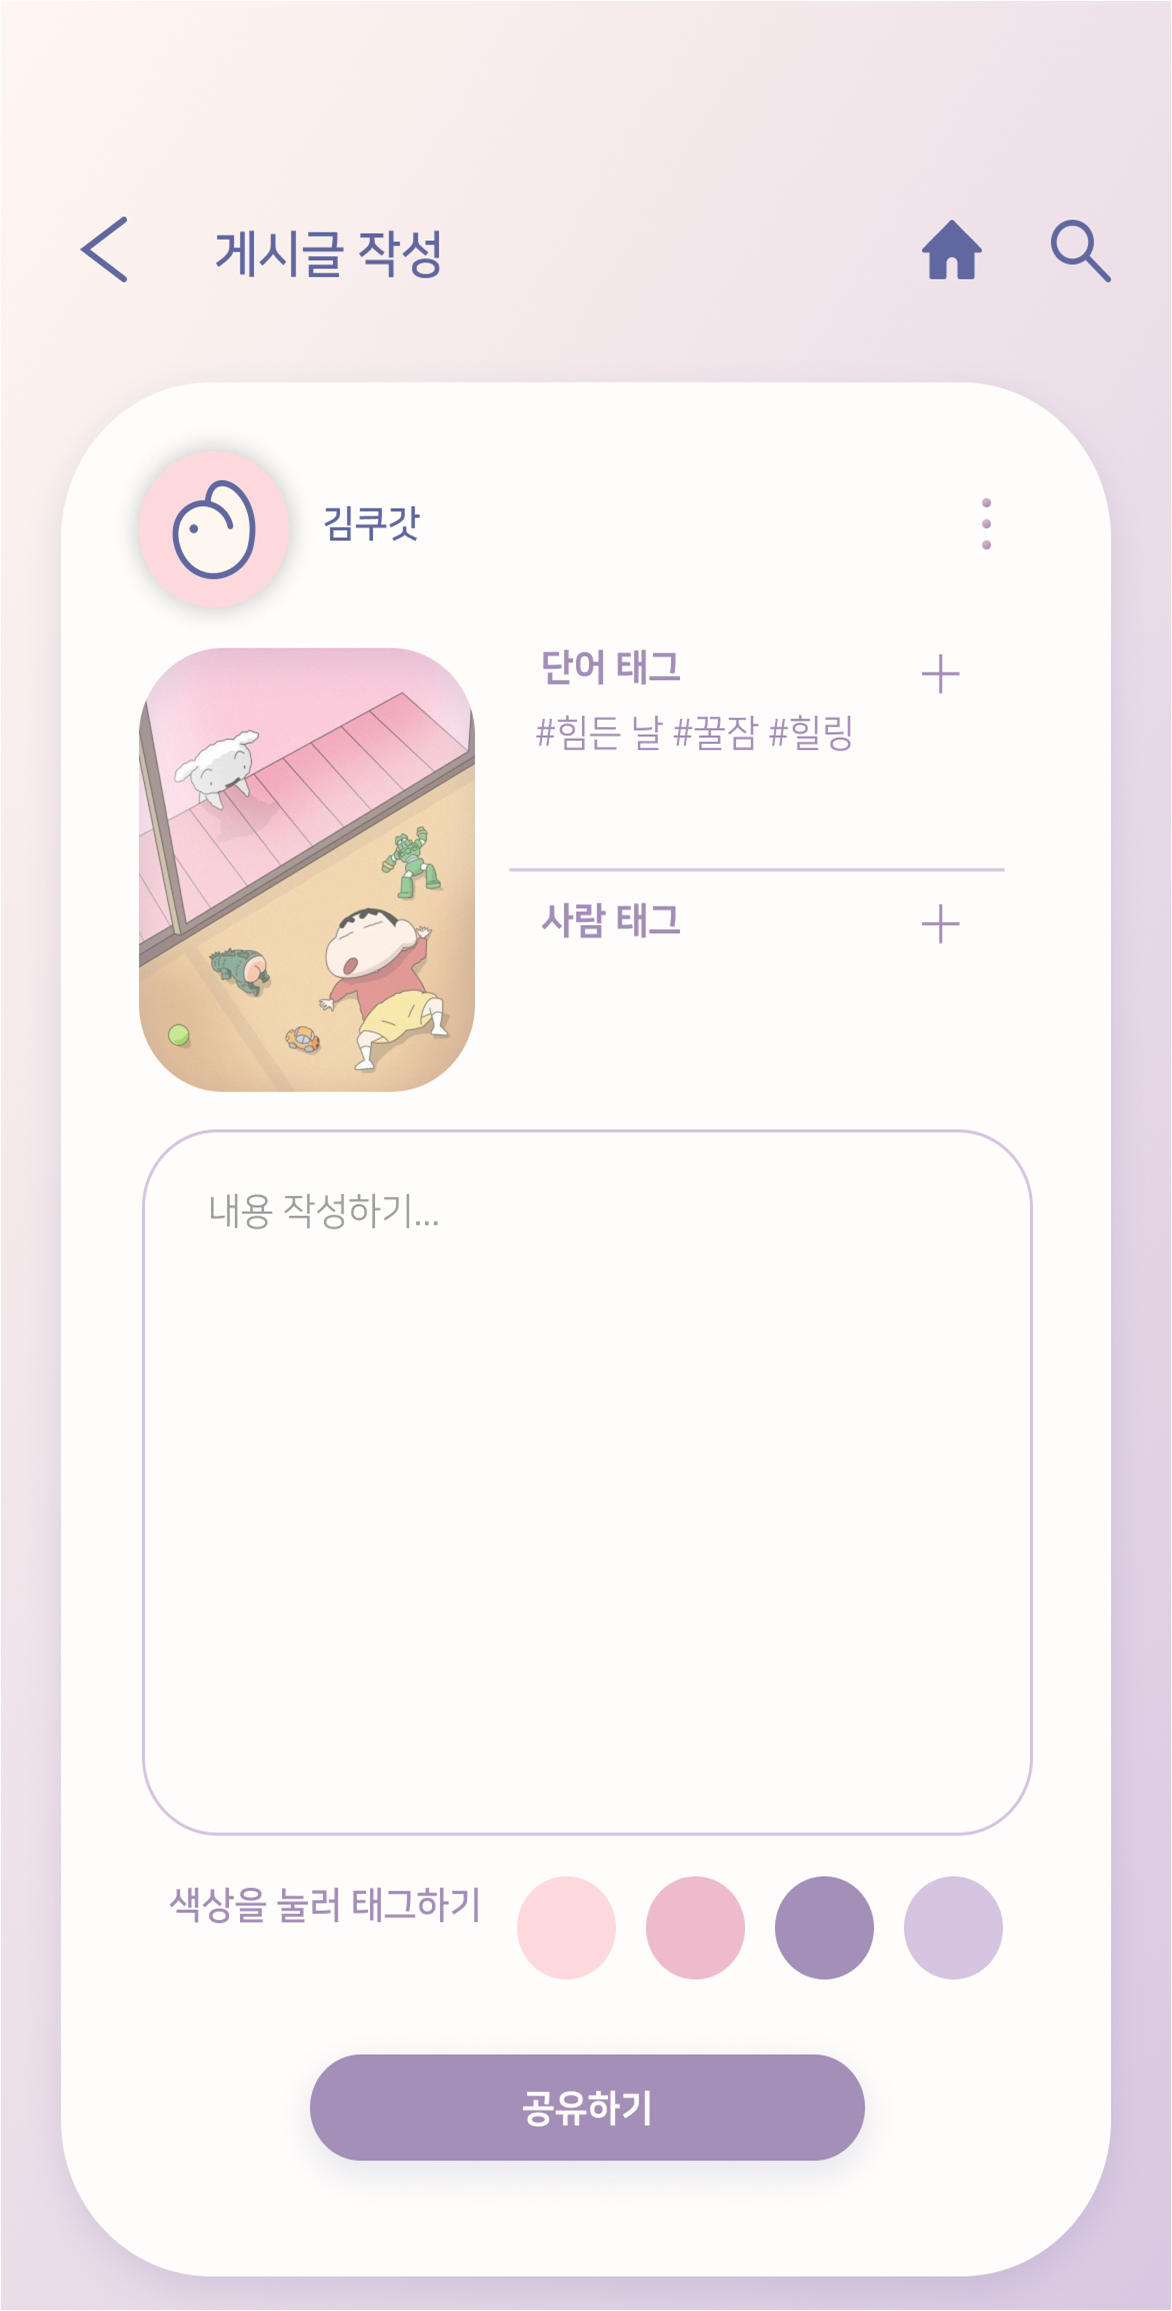 게시글 작성
김쿠갓
단어 태그
#힘든 날 #꿀잠 #힐링
사람 태그
내용 작성하기...
색상을 눌러 태그하기
공유하기